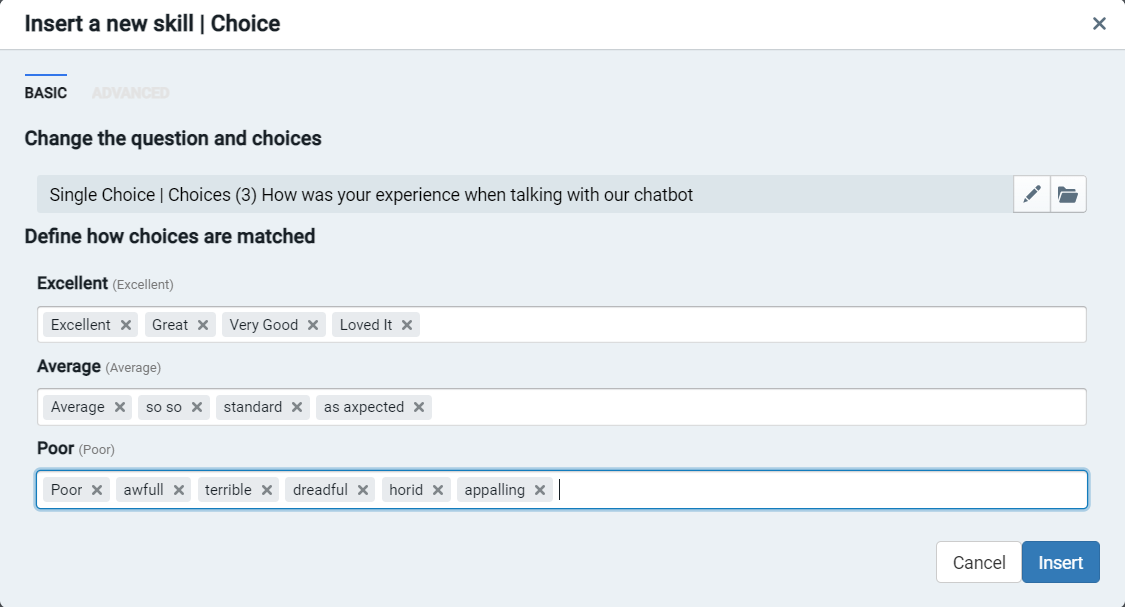 Insert a new skill | Choice
BASIC ADVANCED
Change the question and choices
Single Choice | Choices (3) How was your experience when talking with our chatbot
Define how choices are matched
Excellent (Excellent)
Excellent Great Very Good Loved It
Average (Average)
Average so so standard as axpected
Poor (Poor)
Poor awfull terrible dreadful horid appalling
Cancel Insert